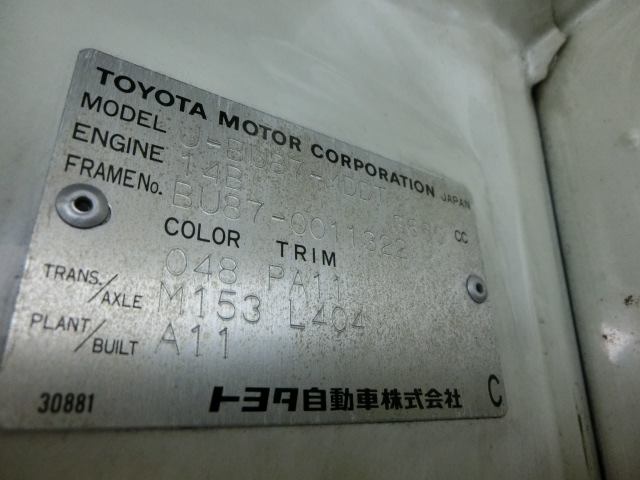 TOYOTA MOTOR CORPORATION JAPAN
MODEL U-BU87-
ENGINE 14B CC
FRAME No. BU87-0011322
COLOR TRIM
048 PA11
TRANS./AXLE M153 L404
PLANT/BUILT A11
30881 トヨタ自動車株式会社 C